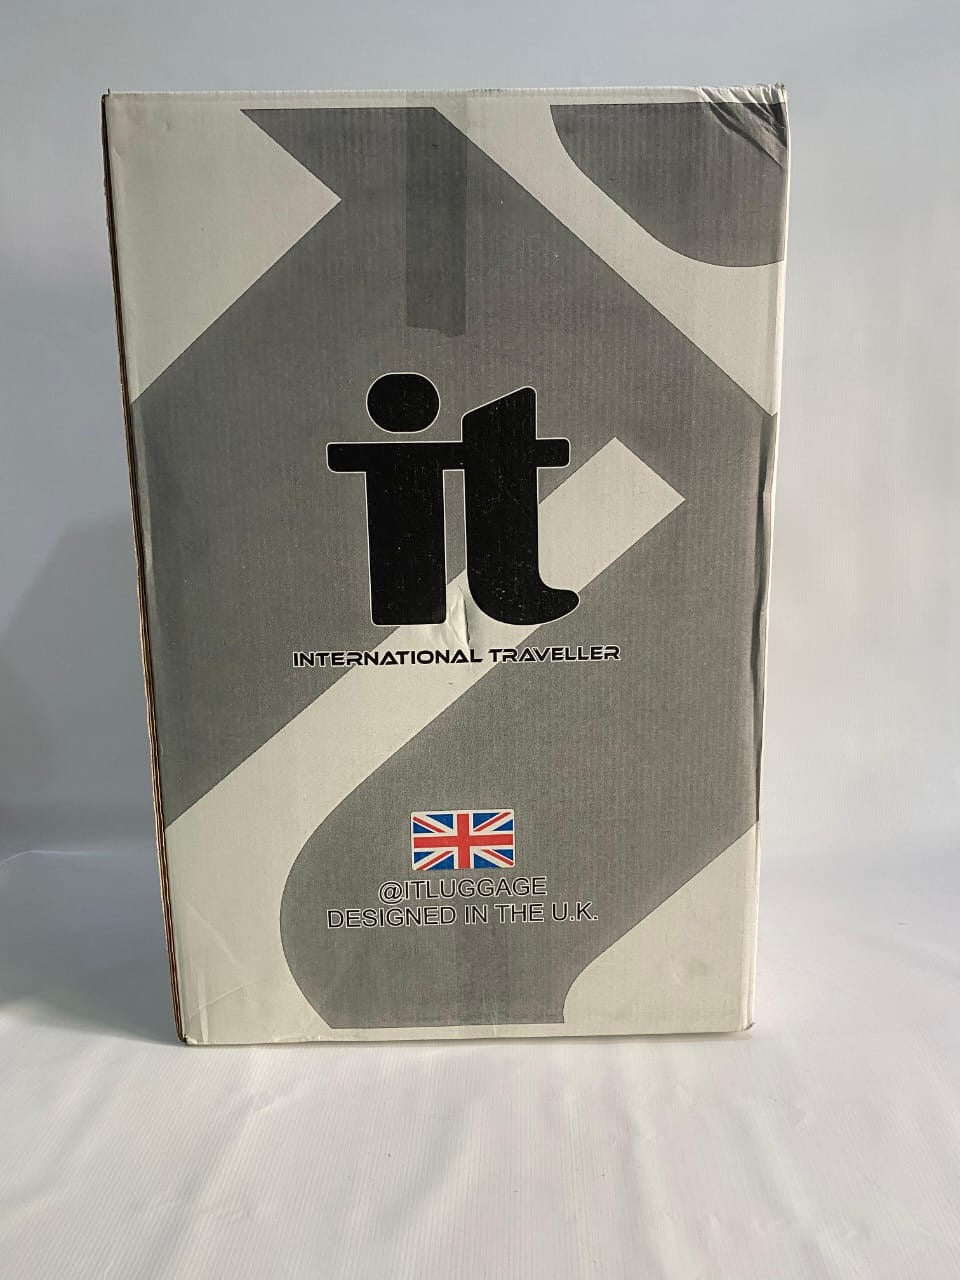 it
INTERNATIONAL TRAVELLER
@ITLUGGAGE
DESIGNED IN THE U.K.